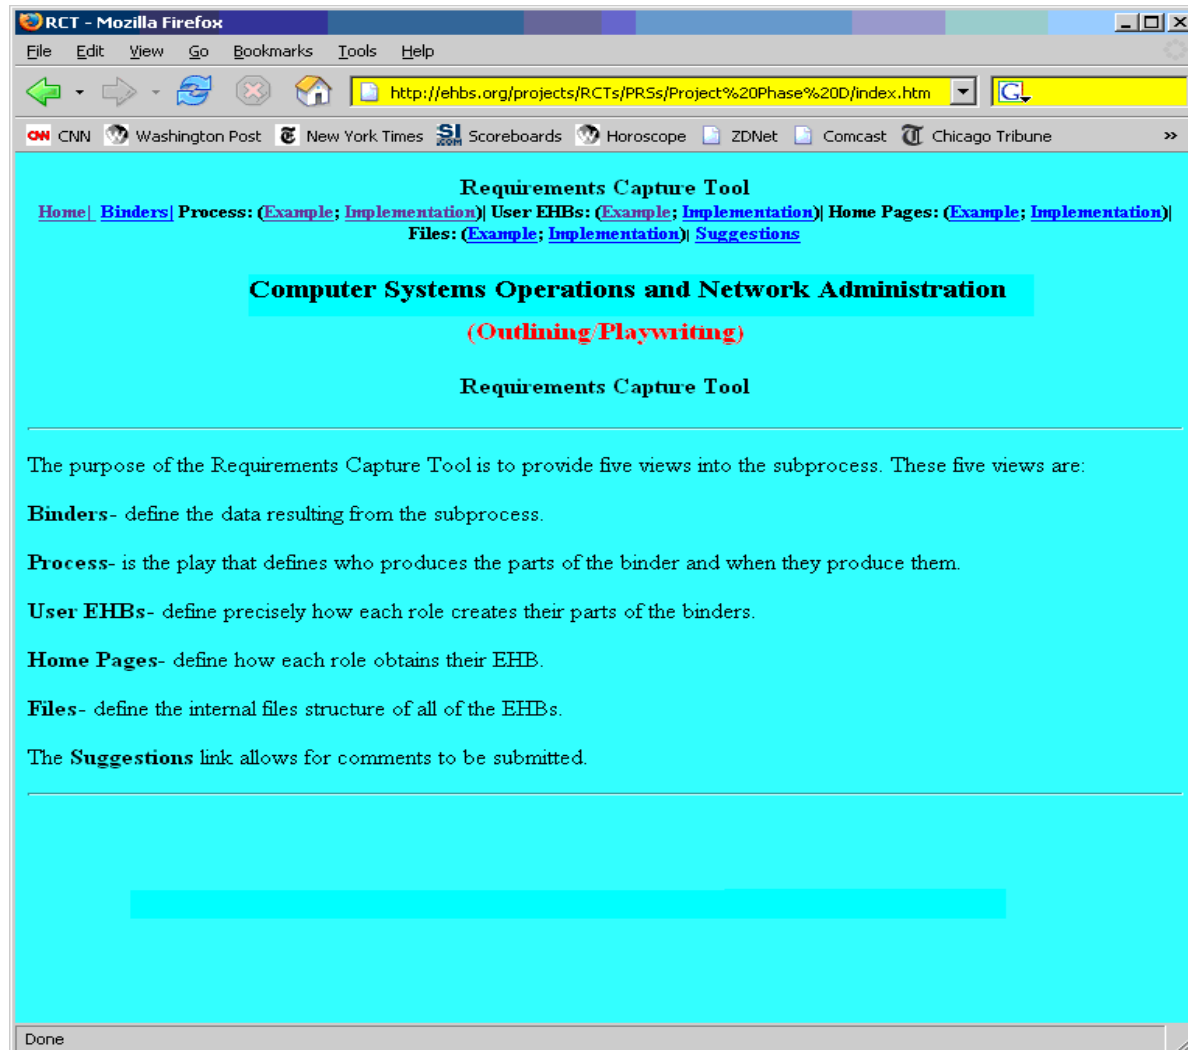 RCT - Mozilla Firefox
File Edit View Go Bookmarks Tools Help
http://ehbs.org/projects/RCTs/PRSs/Project%20Phase%20D/index.htm G
CNN CNN Washington Post New York Times SI .COM Scoreboards Horoscope ZDNet Comcast Chicago Tribune »
Requirements Capture Tool
Home| Binders| Process: (Example; Implementation)| User EHBs: (Example; Implementation)| Home Pages: (Example; Implementation)|
Files: (Example; Implementation)| Suggestions
Computer Systems Operations and Network Administration
(Outlining/Playwriting)
Requirements Capture Tool
The purpose of the Requirements Capture Tool is to provide five views into the subprocess. These five views are:
Binders- define the data resulting from the subprocess.
Process- is the play that defines who produces the parts of the binder and when they produce them.
User EHBs- define precisely how each role creates their parts of the binders.
Home Pages- define how each role obtains their EHB.
Files- define the internal files structure of all of the EHBs.
The Suggestions link allows for comments to be submitted.
Done